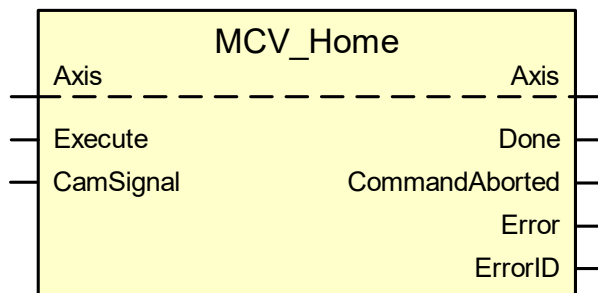 MCV_Home
Axis Axis
Execute Done
CamSignal CommandAborted
Error
ErrorID